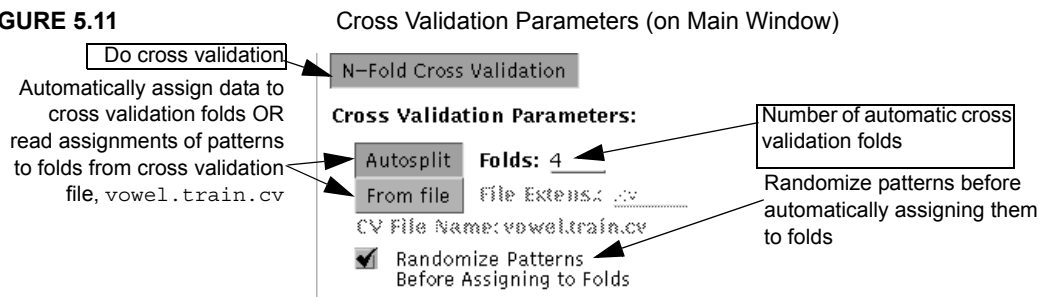 GURE 5.11 Cross Validation Parameters (on Main Window)
Do cross validation
Automatically assign data to
cross validation folds OR
read assignments of patterns
to folds from cross validation
file, vowel.train.cv
N-Fold Cross Validation
Cross Validation Parameters:
Autosplit Folds: 4
From file File Extens.: .cv
CV File Name: vowel.train.cv
Randomize Patterns
Before Assigning to Folds
Number of automatic cross
validation folds
Randomize patterns before
automatically assigning them
to folds